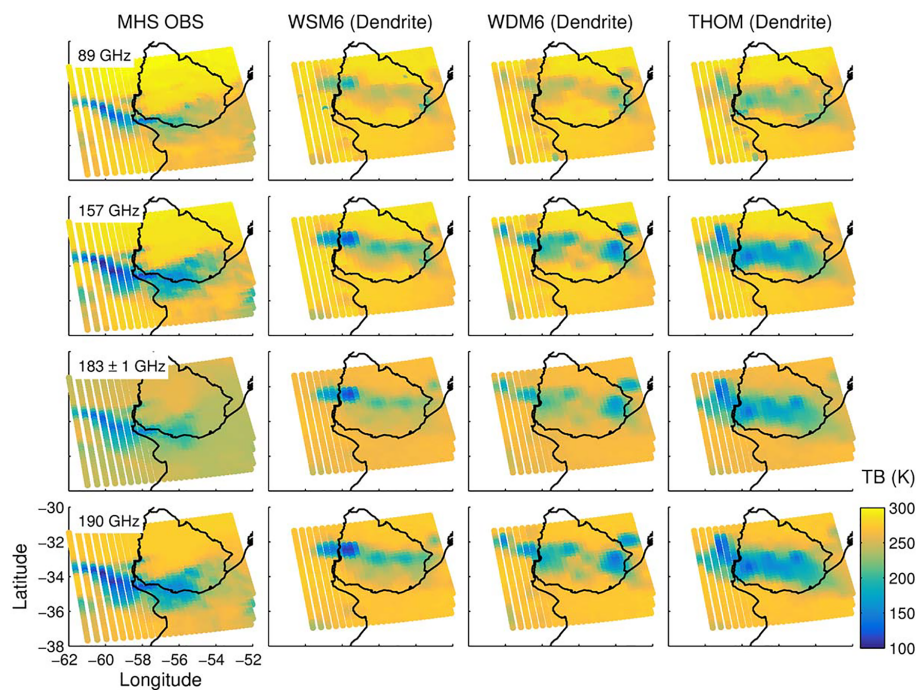 MHS OBS WSM6 (Dendrite) WDM6 (Dendrite) THOM (Dendrite)
89 GHz
157 GHz
183 ± 1 GHz
TB (K)
190 GHz
−30
−32
−34
−36
−38
Latitude
−62 −60 −58 −56 −54 −52
Longitude
300
250
200
150
100